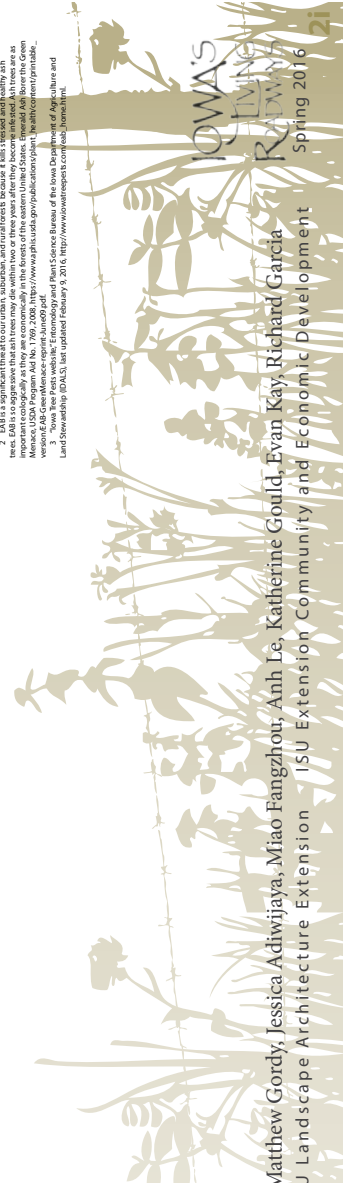 2 EAB is a significant threat to our urban, suburban, and rural forests because it kills stressed and healthy ash
trees. EAB is so aggressive that ash trees may die within two or three years after they become infested. Ash trees are as
important ecologically as they are economically in the forests of the eastern United States. Emerald Ash Borer the Green
Menace, USDA Program Aid No. 1769, 2008, https://www.aphis.usda.gov/publications/plant_health/content/printable_
version/EAB-GreenMenace-reprint-June09.pdf.
3 "Iowa Tree Pests website," Entomology and Plant Science Bureau of the Iowa Department of Agriculture and
Land Stewardship (IDALS), last updated February 9, 2016, http://www.iowatreepests.com/eab_home.html.
IOWA'S
LIVING
ROADWAYS
Matthew Gordy, Jessica Adiwijaya, Miao Fangzhou, Anh Le, Katherine Gould, Evan Kay, Richard Garcia
U Landscape Architecture Extension ISU Extension Community and Economic Development Spring 2016
2i